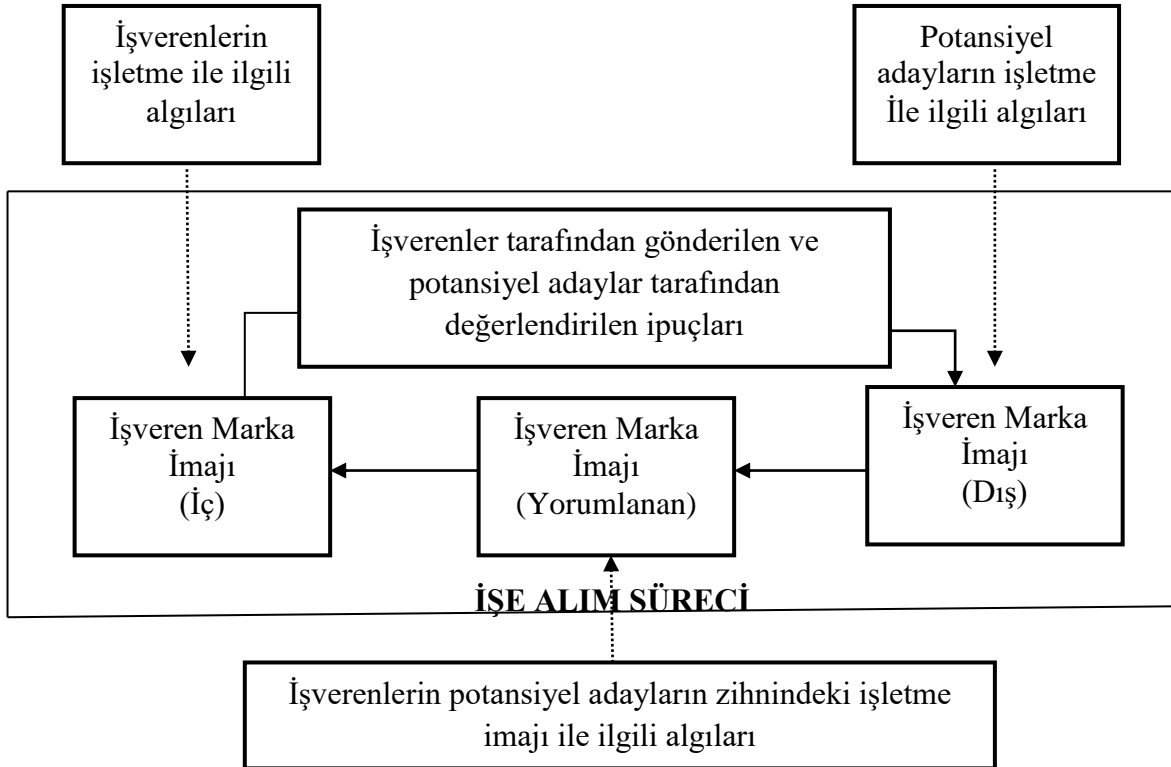 İşverenlerin
işletme ile ilgili
algıları
Potansiyel
adayların işletme
İle ilgili algıları
İşverenler tarafından gönderilen ve
potansiyel adaylar tarafından
değerlendirilen ipuçları
İşveren Marka
İmajı
(İç)
İşveren Marka
İmajı
(Yorumlanan)
İşveren Marka
İmajı
(Dış)
İŞE ALIM SÜRECİ
İşverenlerin potansiyel adayların zihnindeki işletme
imajı ile ilgili algıları